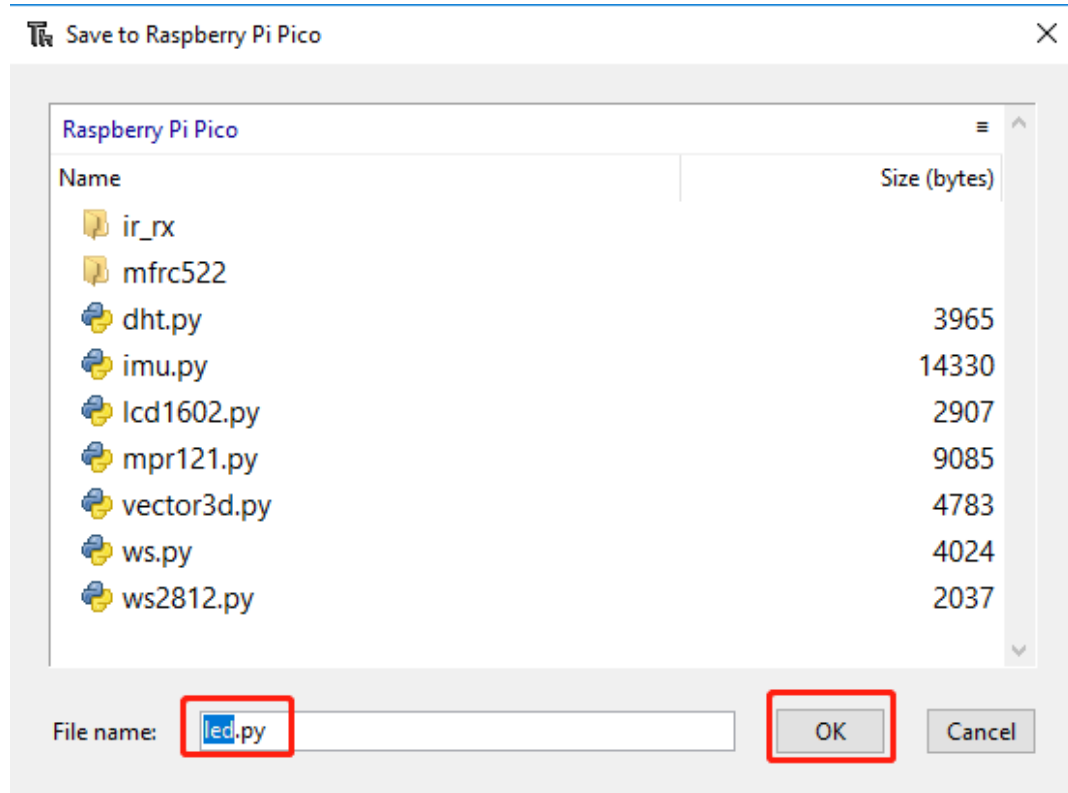 Save to Raspberry Pi Pico
Raspberry Pi Pico
Name Size (bytes)
ir_rx
mfrc522
dht.py 3965
imu.py 14330
lcd1602.py 2907
mpr121.py 9085
vector3d.py 4783
ws.py 4024
ws2812.py 2037
File name: led.py OK Cancel